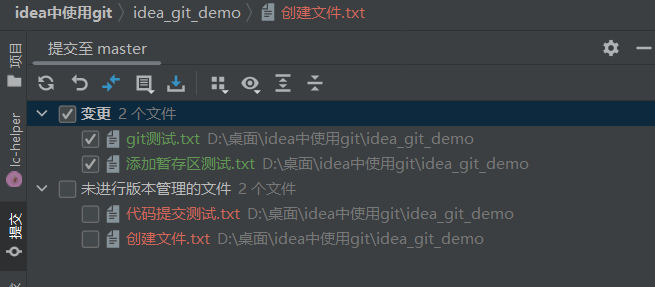 idea中使用git 〉 idea_git_demo 〉 创建文件.txt
项目
提交至 master
变更 2 个文件
lc-helper
git测试.txt D:\桌面\idea中使用git\idea_git_demo
添加暂存区测试.txt D:\桌面\idea中使用git\idea_git_demo
未进行版本管理的文件 2 个文件
提交
代码提交测试.txt D:\桌面\idea中使用git\idea_git_demo
创建文件.txt D:\桌面\idea中使用git\idea_git_demo